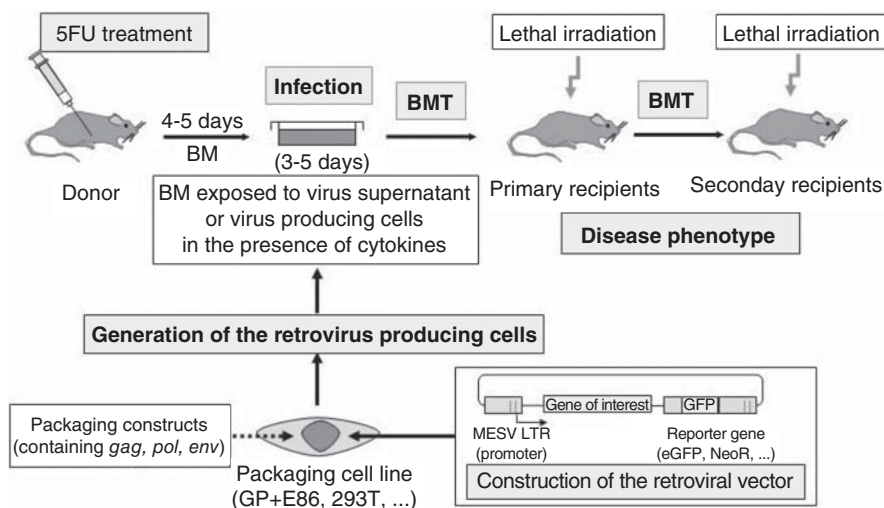 5FU treatment
Lethal irradiation
Lethal irradiation
Infection
BMT
BMT
4-5 days
BM
(3-5 days)
Donor
Primary recipients
Seconday recipients
BM exposed to virus supernatant
or virus producing cells
in the presence of cytokines
Disease phenotype
Generation of the retrovirus producing cells
Packaging constructs
(containing gag, pol, env)
Packaging cell line
(GP+E86, 293T, ...)
Gene of interest
GFP
MESV LTR
(promoter)
Reporter gene
(eGFP, NeoR, ...)
Construction of the retroviral vector